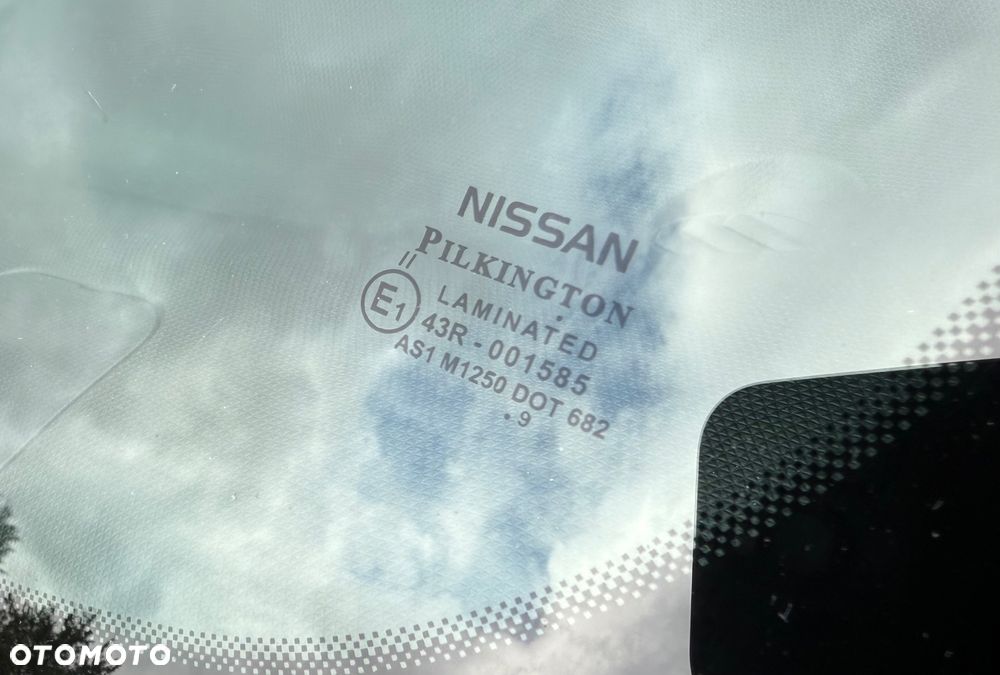 NISSAN
PILKINGTON
||
E1
LAMINATED
43R - 001585
AS1 M1250 DOT 682
. 9
OTOMOTO